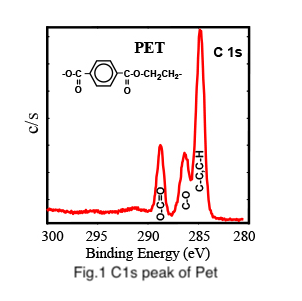 PET
C 1s
-O-C
O
C-O-CH₂CH₂-
O
c/s
O-C=O
C-O
C-C,C-H
300 295 290 285 280
Binding Energy (eV)
Fig.1 C1s peak of Pet